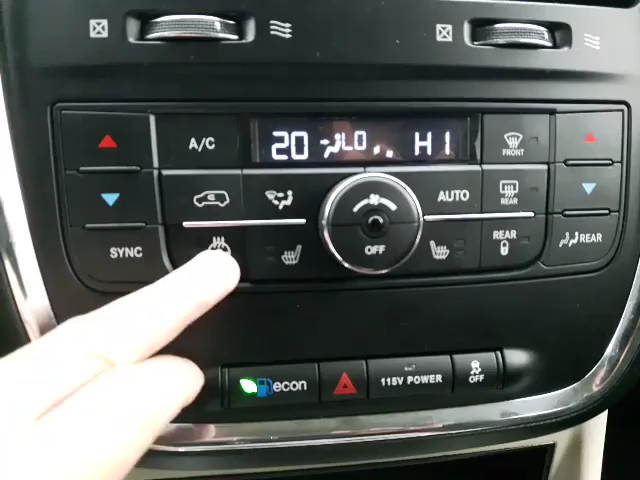 20 LO HI
A/C
FRONT
AUTO
REAR
SYNC
OFF
REAR
REAR
econ
115V POWER
OFF